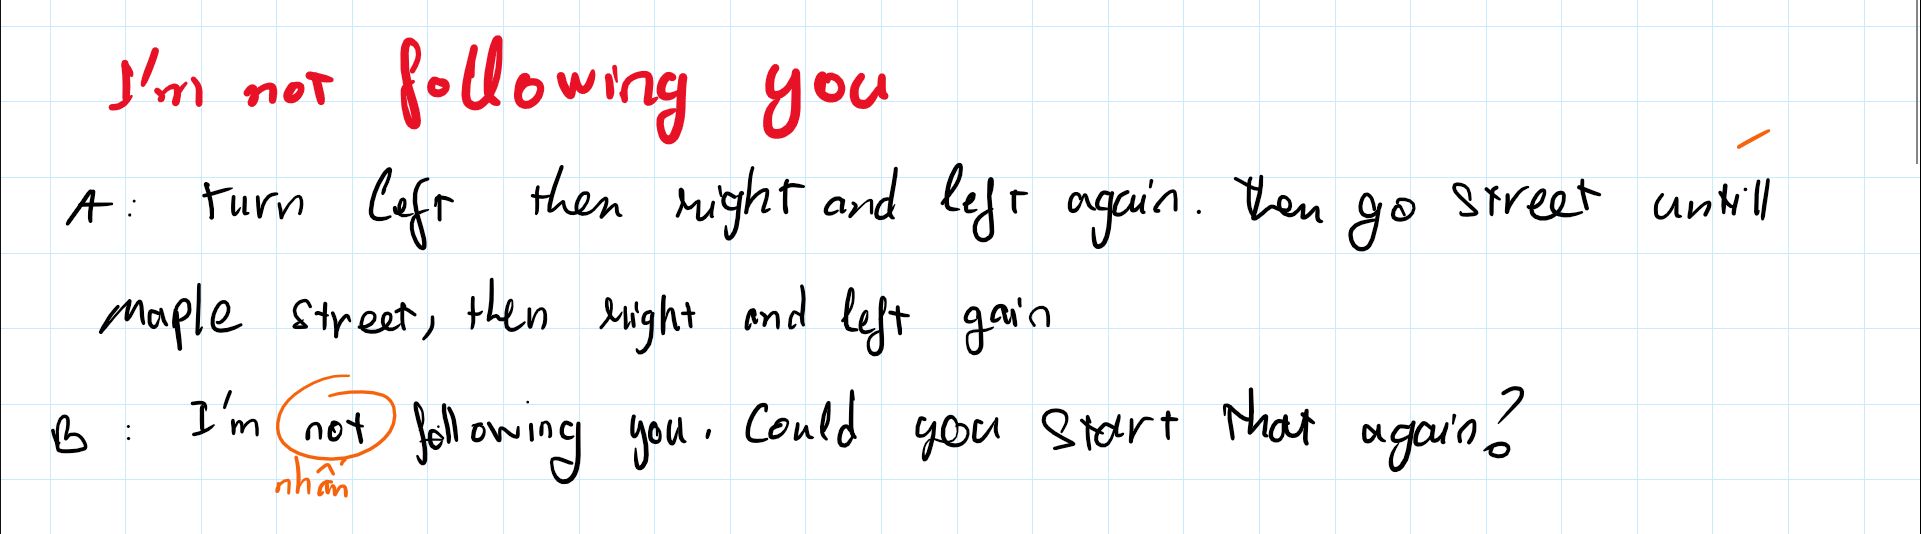 I'm not following you
A: turn left then right and left again. then go street untill
maple street, then right and left gain
B: I'm not following you. Could you start that again?
nhấn